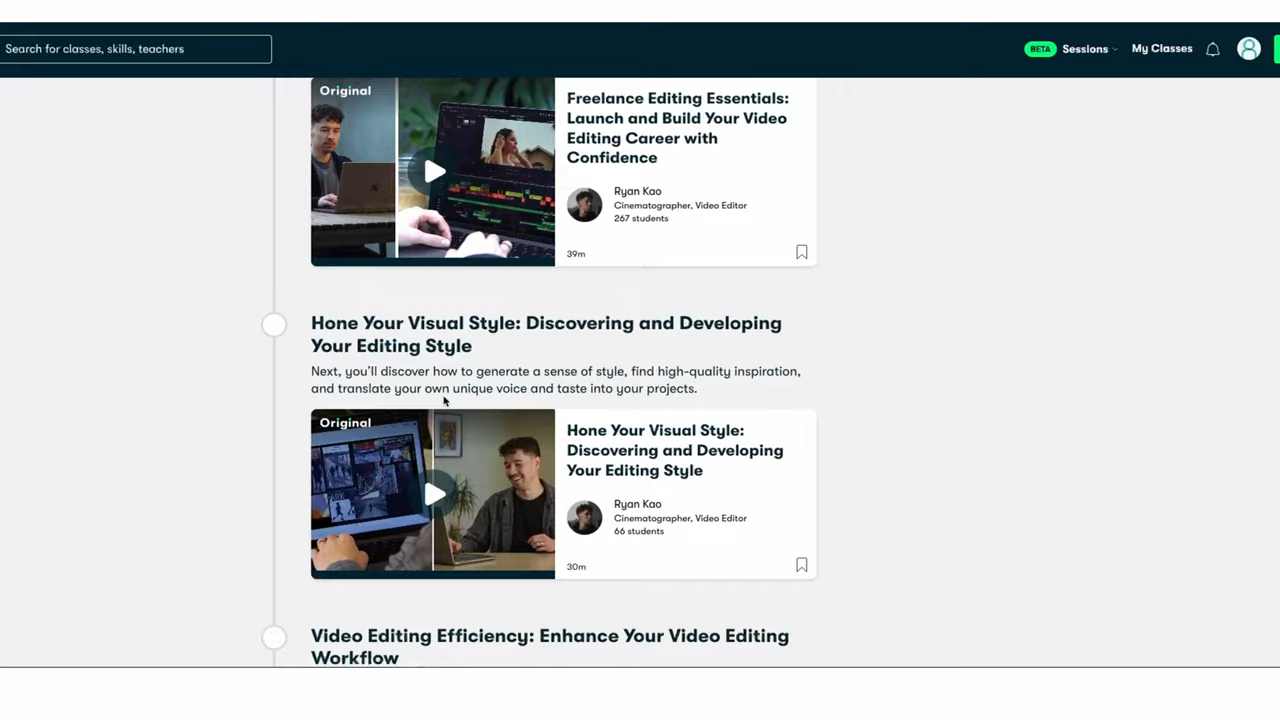 Search for classes, skills, teachers
BETA Sessions My Classes
Original
Freelance Editing Essentials:
Launch and Build Your Video
Editing Career with
Confidence
Ryan Kao
Cinematographer, Video Editor
267 students
39m
Hone Your Visual Style: Discovering and Developing
Your Editing Style
Next, you’ll discover how to generate a sense of style, find high-quality inspiration,
and translate your own unique voice and taste into your projects.
Original
Hone Your Visual Style:
Discovering and Developing
Your Editing Style
Ryan Kao
Cinematographer, Video Editor
66 students
30m
Video Editing Efficiency: Enhance Your Video Editing
Workflow